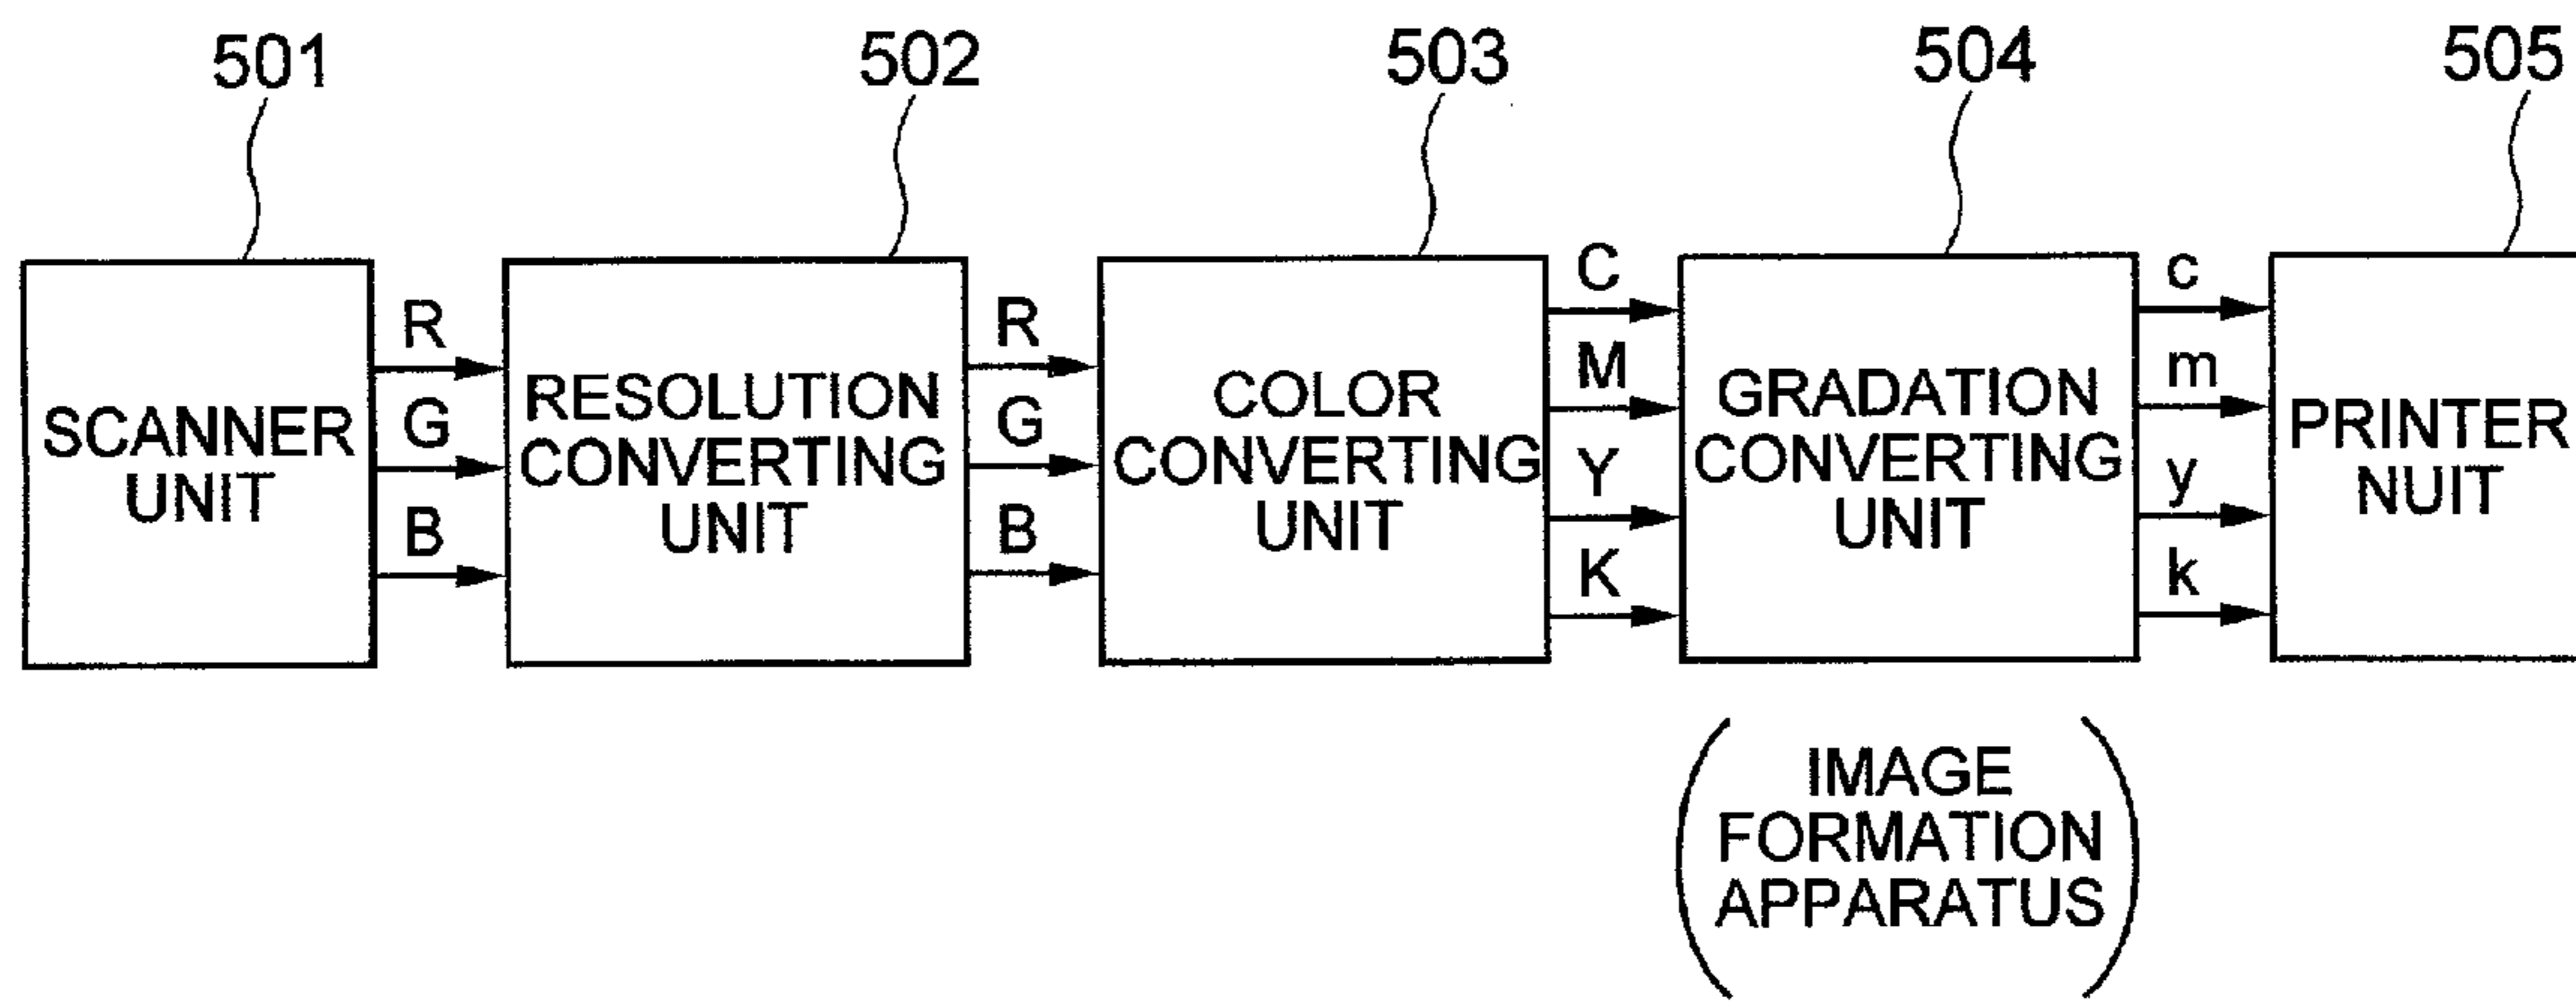 501
502
503
504
505
SCANNER
UNIT
R
G
B
RESOLUTION
CONVERTING
UNIT
R
G
B
COLOR
CONVERTING
UNIT
C
M
Y
K
GRADATION
CONVERTING
UNIT
c
m
y
k
PRINTER
NUIT
(IMAGE
FORMATION
APPARATUS)